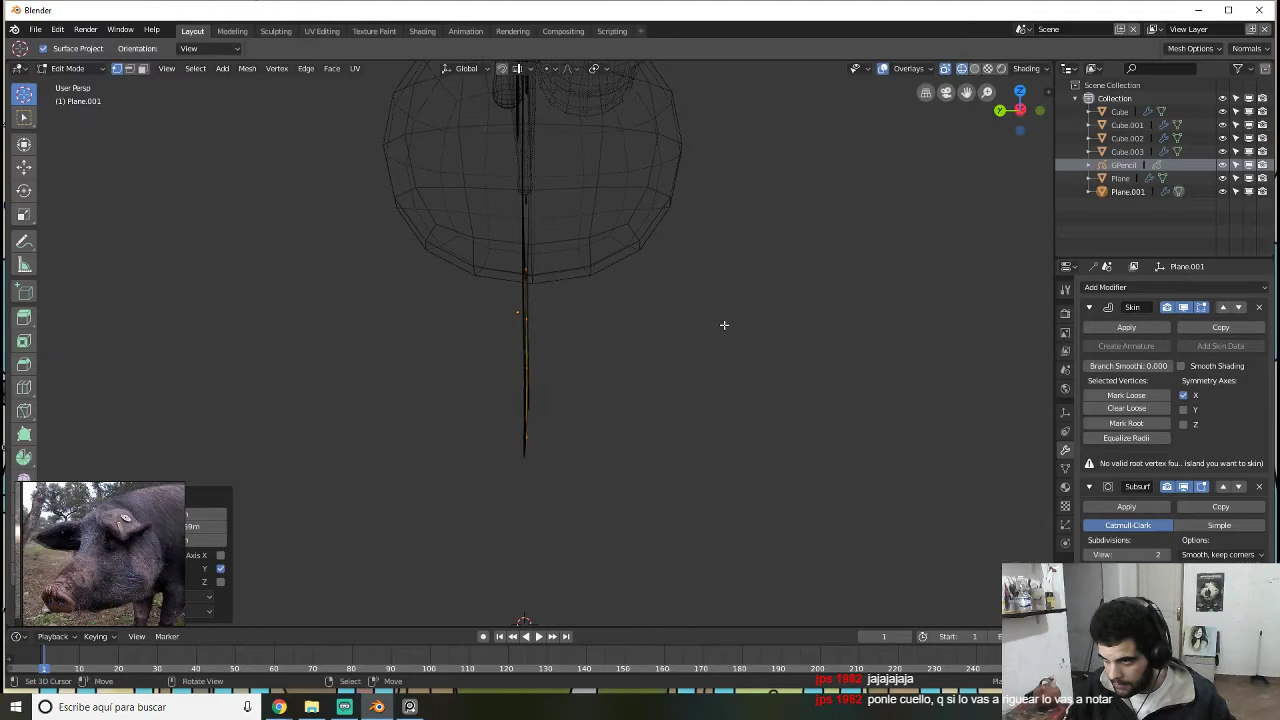 Blender
File Edit Render Window Help Layout Modeling Sculpting UV Editing Texture Paint Shading Animation Rendering Compositing Scripting Scene View Layer
Surface Project Orientation: View Mesh Options Normals
Edit Mode View Select Add Mesh Vertex Edge Face UV Global Overlays Shading
User Persp
(1) Plane.001
Scene Collection
Collection
Cube
Cube.001
Cube.002
Cube.003
GPencil
Plane
Plane.001
Z
Y
Plane.001
Add Modifier
Skin
Apply Copy
Create Armature Add Skin Data
Branch Smoothi: 0.000 Smooth Shading
Selected Vertices: Symmetry Axes:
Mark Loose X
Clear Loose Y
Mark Root Z
Equalize Radii
No valid root vertex fou.. island you want to skin)
Subsurf
Apply Copy
Catmull-Clark Simple
Subdivisions: Options:
View: 2 Smooth, keep corners
Axis X
Y
Z
Playback Keying View Marker 1 Start: 1
1 10 20 30 40 50 60 70 80 90 100 110 120 130 140 150 160 170 180 190 200 210 220 230 240
Set 3D Cursor Move Rotate View Select Move
jps 1982 jajajajaja
jps 1982 ponle cuello, q si lo vas a riguear lo vas a notar
Escribe aquí para buscar